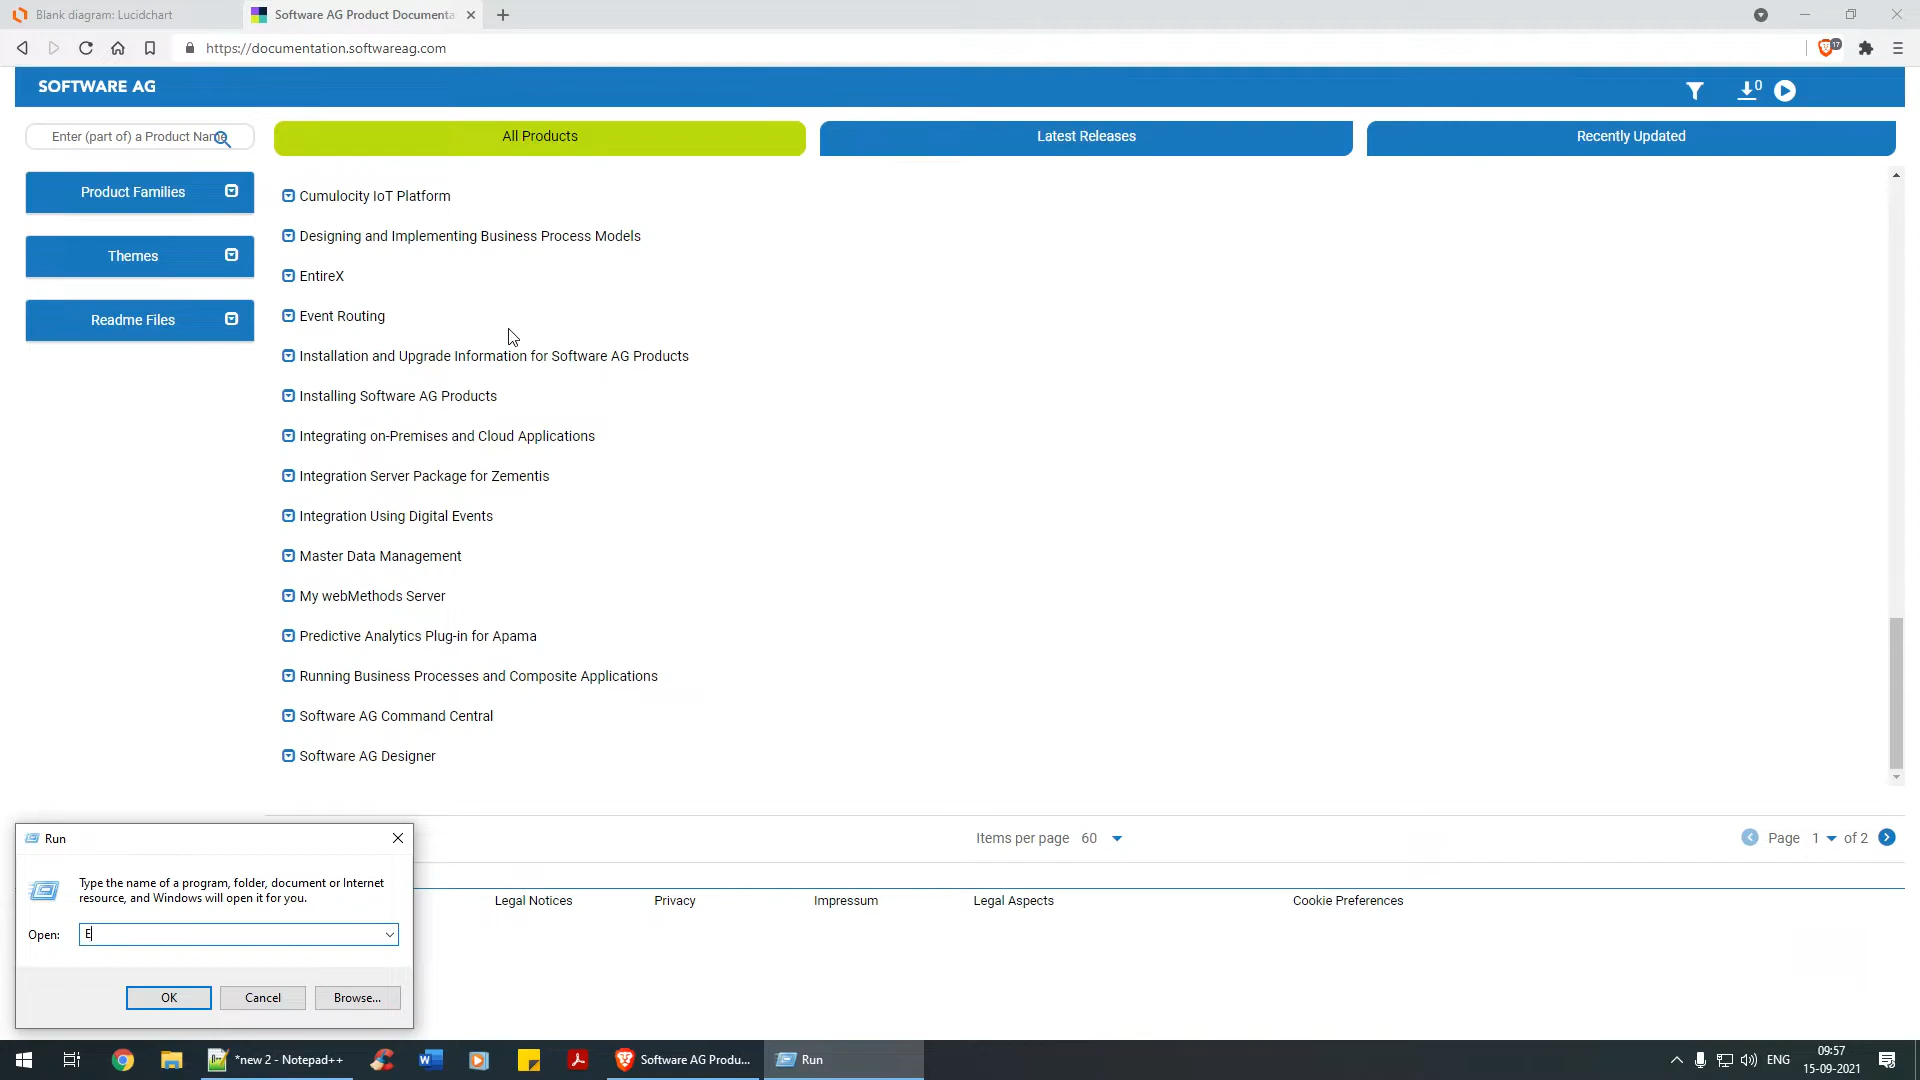 Blank diagram: Lucidchart
Software AG Product Documenta
https://documentation.softwareag.com
17
SOFTWARE AG
0
Enter (part of) a Product Name
All Products
Latest Releases
Recently Updated
Product Families
Themes
Readme Files
Cumulocity IoT Platform
Designing and Implementing Business Process Models
EntireX
Event Routing
Installation and Upgrade Information for Software AG Products
Installing Software AG Products
Integrating on-Premises and Cloud Applications
Integration Server Package for Zementis
Integration Using Digital Events
Master Data Management
My webMethods Server
Predictive Analytics Plug-in for Apama
Running Business Processes and Composite Applications
Software AG Command Central
Software AG Designer
Items per page 60
Page 1 of 2
Legal Notices
Privacy
Impressum
Legal Aspects
Cookie Preferences
Run
Type the name of a program, folder, document or Internet
resource, and Windows will open it for you.
Open: E
OK
Cancel
Browse...
*new 2 - Notepad++
Software AG Produ...
Run
ENG
09:57
15-09-2021